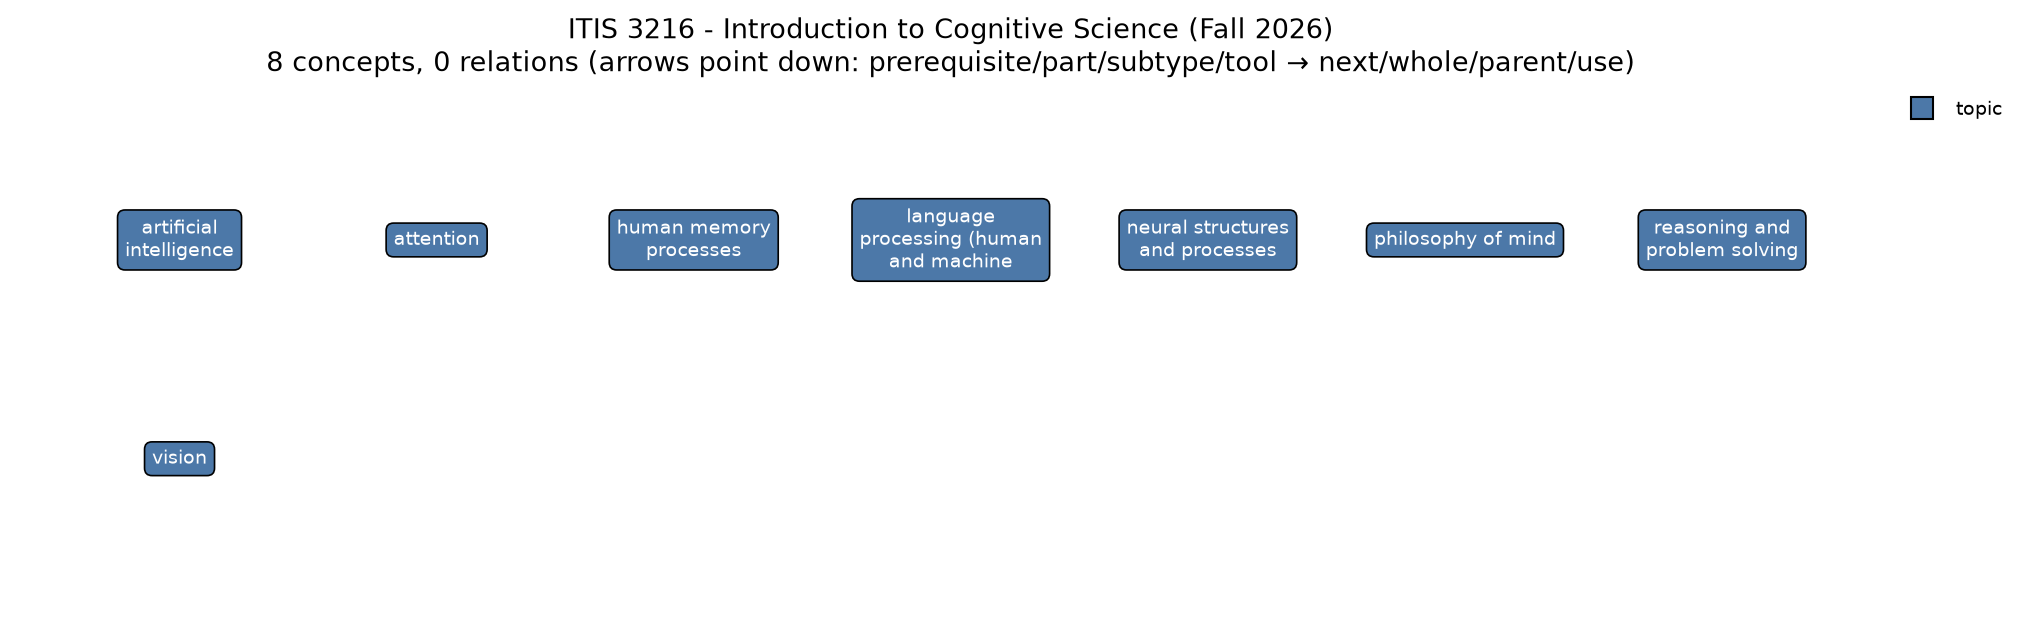 ITIS 3216 - Introduction to Cognitive Science (Fall 2026)
8 concepts, 0 relations (arrows point down: prerequisite/part/subtype/tool → next/whole/parent/use)
topic
artificial
intelligence
attention
human memory
processes
language
processing (human
and machine
neural structures
and processes
philosophy of mind
reasoning and
problem solving
vision